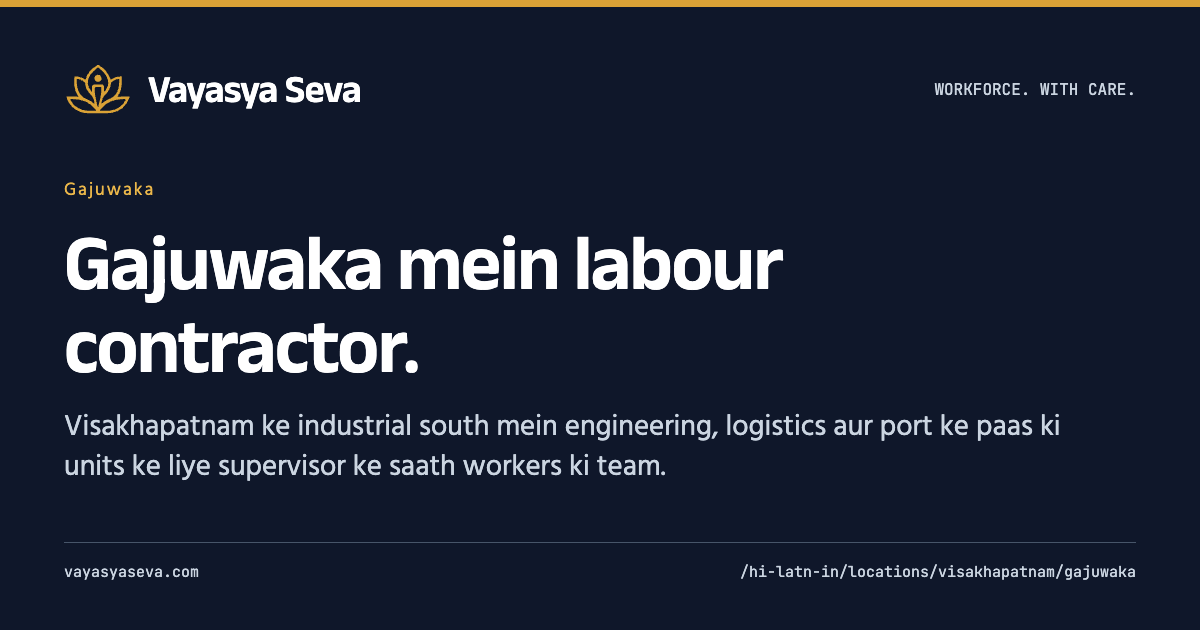 Vayasya Seva
WORKFORCE. WITH CARE.
Gajuwaka
Gajuwaka mein labour
contractor.
Visakhapatnam ke industrial south mein engineering, logistics aur port ke paas ki
units ke liye supervisor ke saath workers ki team.
vayasyaseva.com
/hi-latn-in/locations/visakhapatnam/gajuwaka